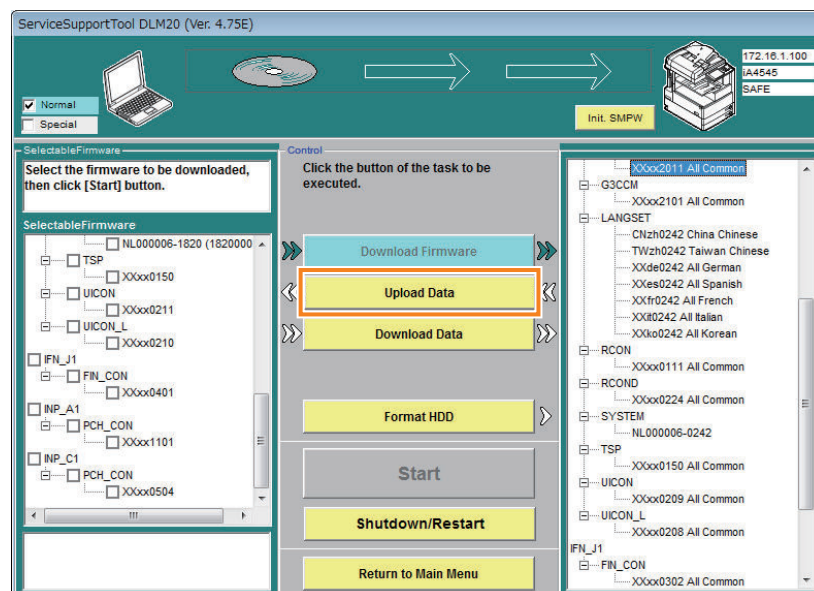 ServiceSupportTool DLM20 (Ver. 4.75E)
172.16.1.100
iA4545
SAFE
Normal
Special
Init. SMPW
SelectableFirmware
Select the firmware to be downloaded,
then click [Start] button.
SelectableFirmware
NL000006-1820 (1820000
TSP
XXxx0150
UICON
XXxx0211
UICON_L
XXxx0210
IFN_J1
FIN_CON
XXxx0401
INP_A1
PCH_CON
XXxx1101
INP_C1
PCH_CON
XXxx0504
Control
Click the button of the task to be
executed.
Download Firmware
Upload Data
Download Data
Format HDD
Start
Shutdown/Restart
Return to Main Menu
XXxx2011 All Common
G3CCM
XXxx2101 All Common
LANGSET
CNzh0242 China Chinese
TWzh0242 Taiwan Chinese
XXde0242 All German
XXes0242 All Spanish
XXfr0242 All French
XXit0242 All Italian
XXko0242 All Korean
RCON
XXxx0111 All Common
RCOND
XXxx0224 All Common
SYSTEM
NL000006-0242
TSP
XXxx0150 All Common
UICON
XXxx0209 All Common
UICON_L
XXxx0208 All Common
IFN_J1
FIN_CON
XXxx0302 All Common